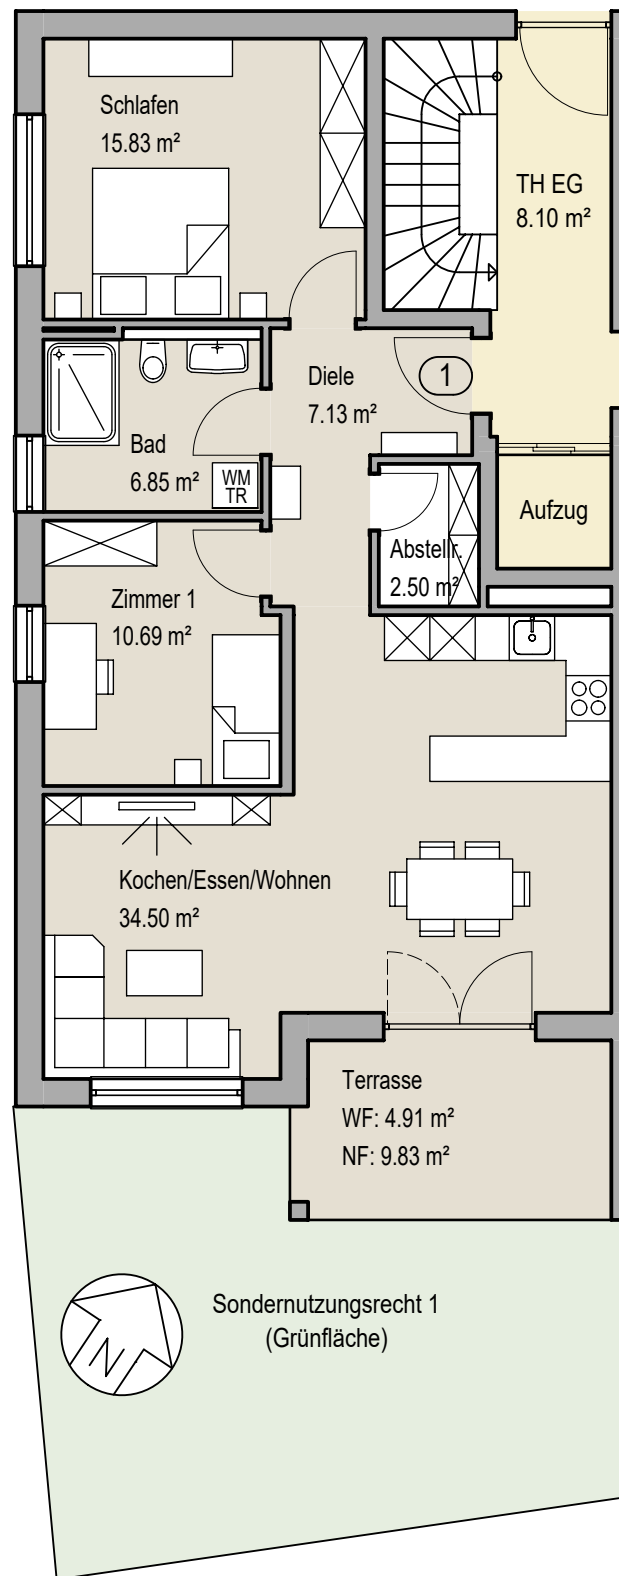 Schlafen
15.83 m²
TH EG
8.10 m²
Diele
7.13 m²
1
Bad
6.85 m²
WM
TR
Aufzug
Abstellr.
2.50 m²
Zimmer 1
10.69 m²
Kochen/Essen/Wohnen
34.50 m²
Terrasse
WF: 4.91 m²
NF: 9.83 m²
Sondernutzungsrecht 1
(Grünfläche)
N